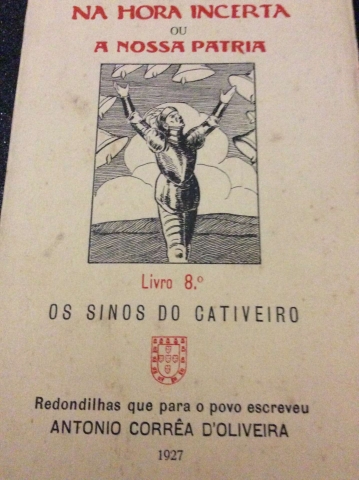 NA HORA INCERTA
OU
A NOSSA PATRIA
Livro 8.º
OS SINOS DO CATIVEIRO
Redondilhas que para o povo escreveu
ANTONIO CORRÊA D'OLIVEIRA
1927